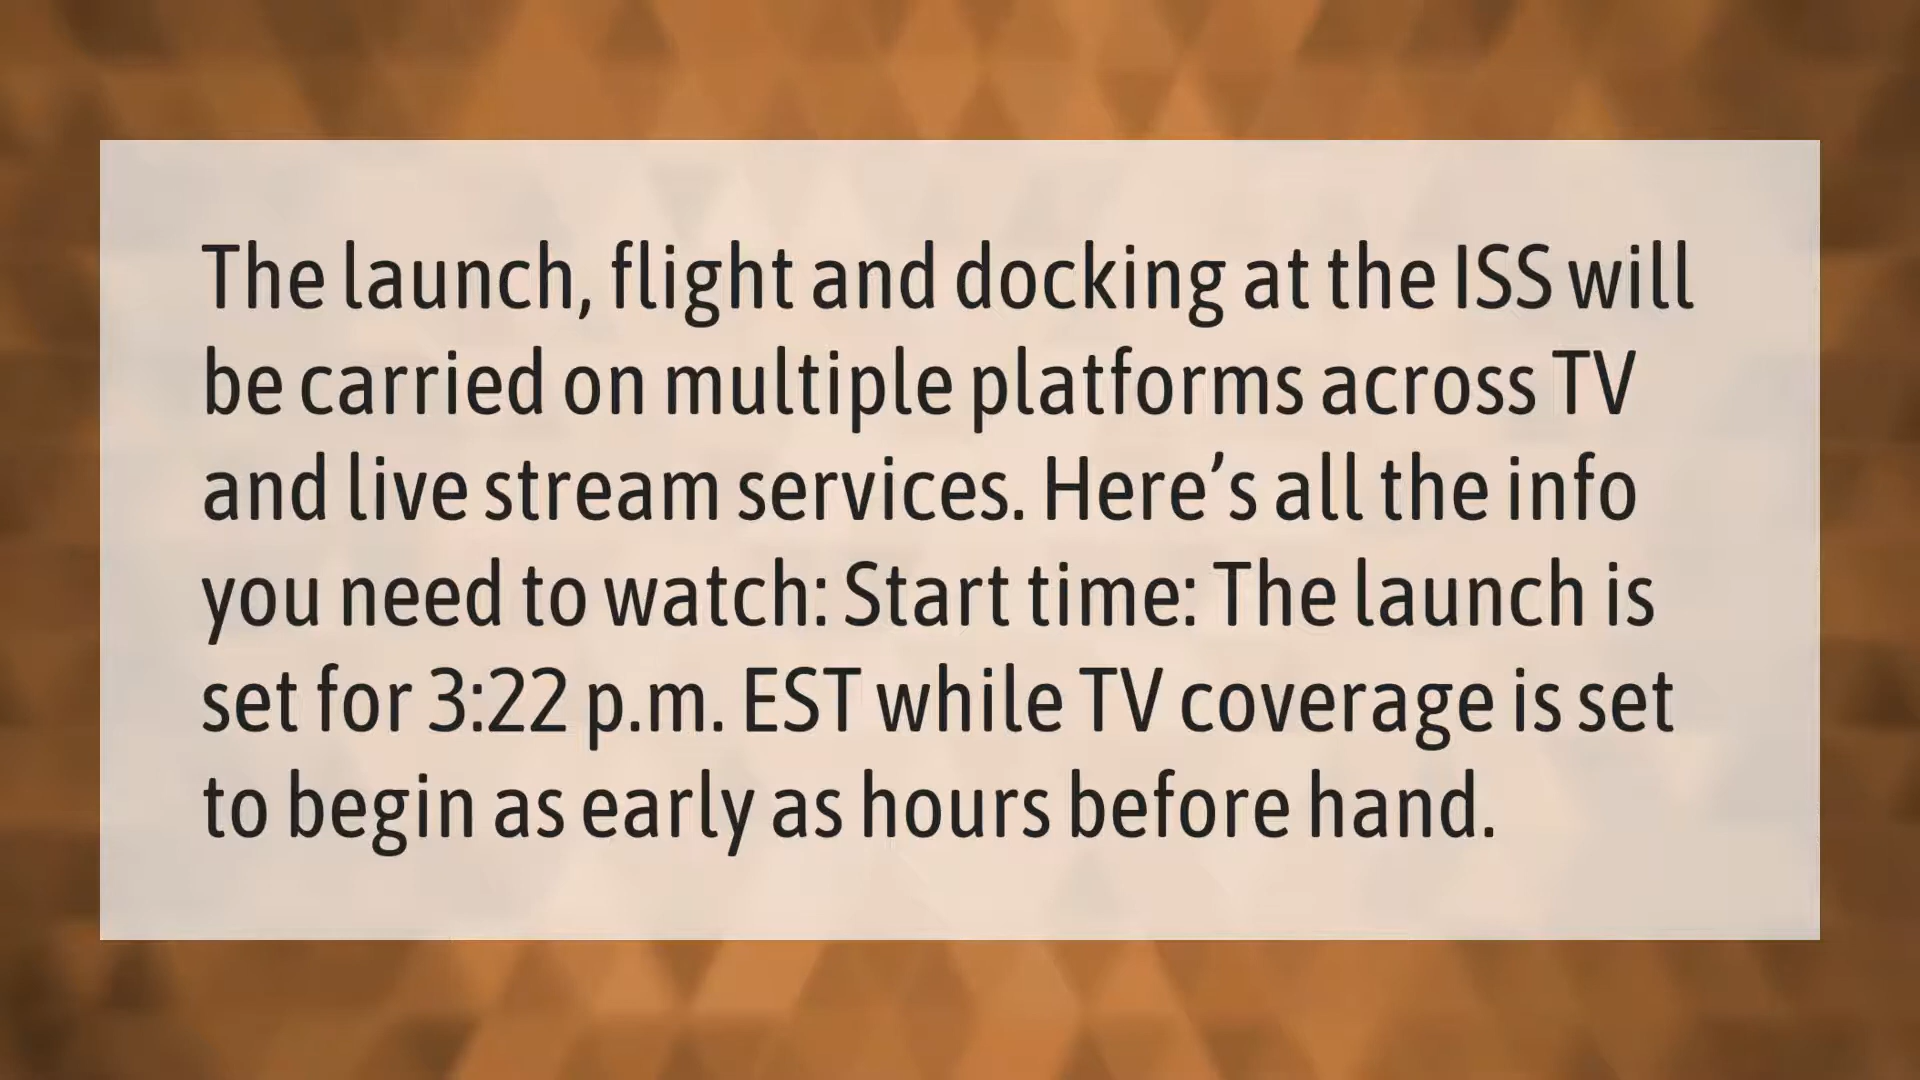 The launch, flight and docking at the ISS will
be carried on multiple platforms across TV
and live stream services. Here’s all the info
you need to watch: Start time: The launch is
set for 3:22 p.m. EST while TV coverage is set
to begin as early as hours before hand.